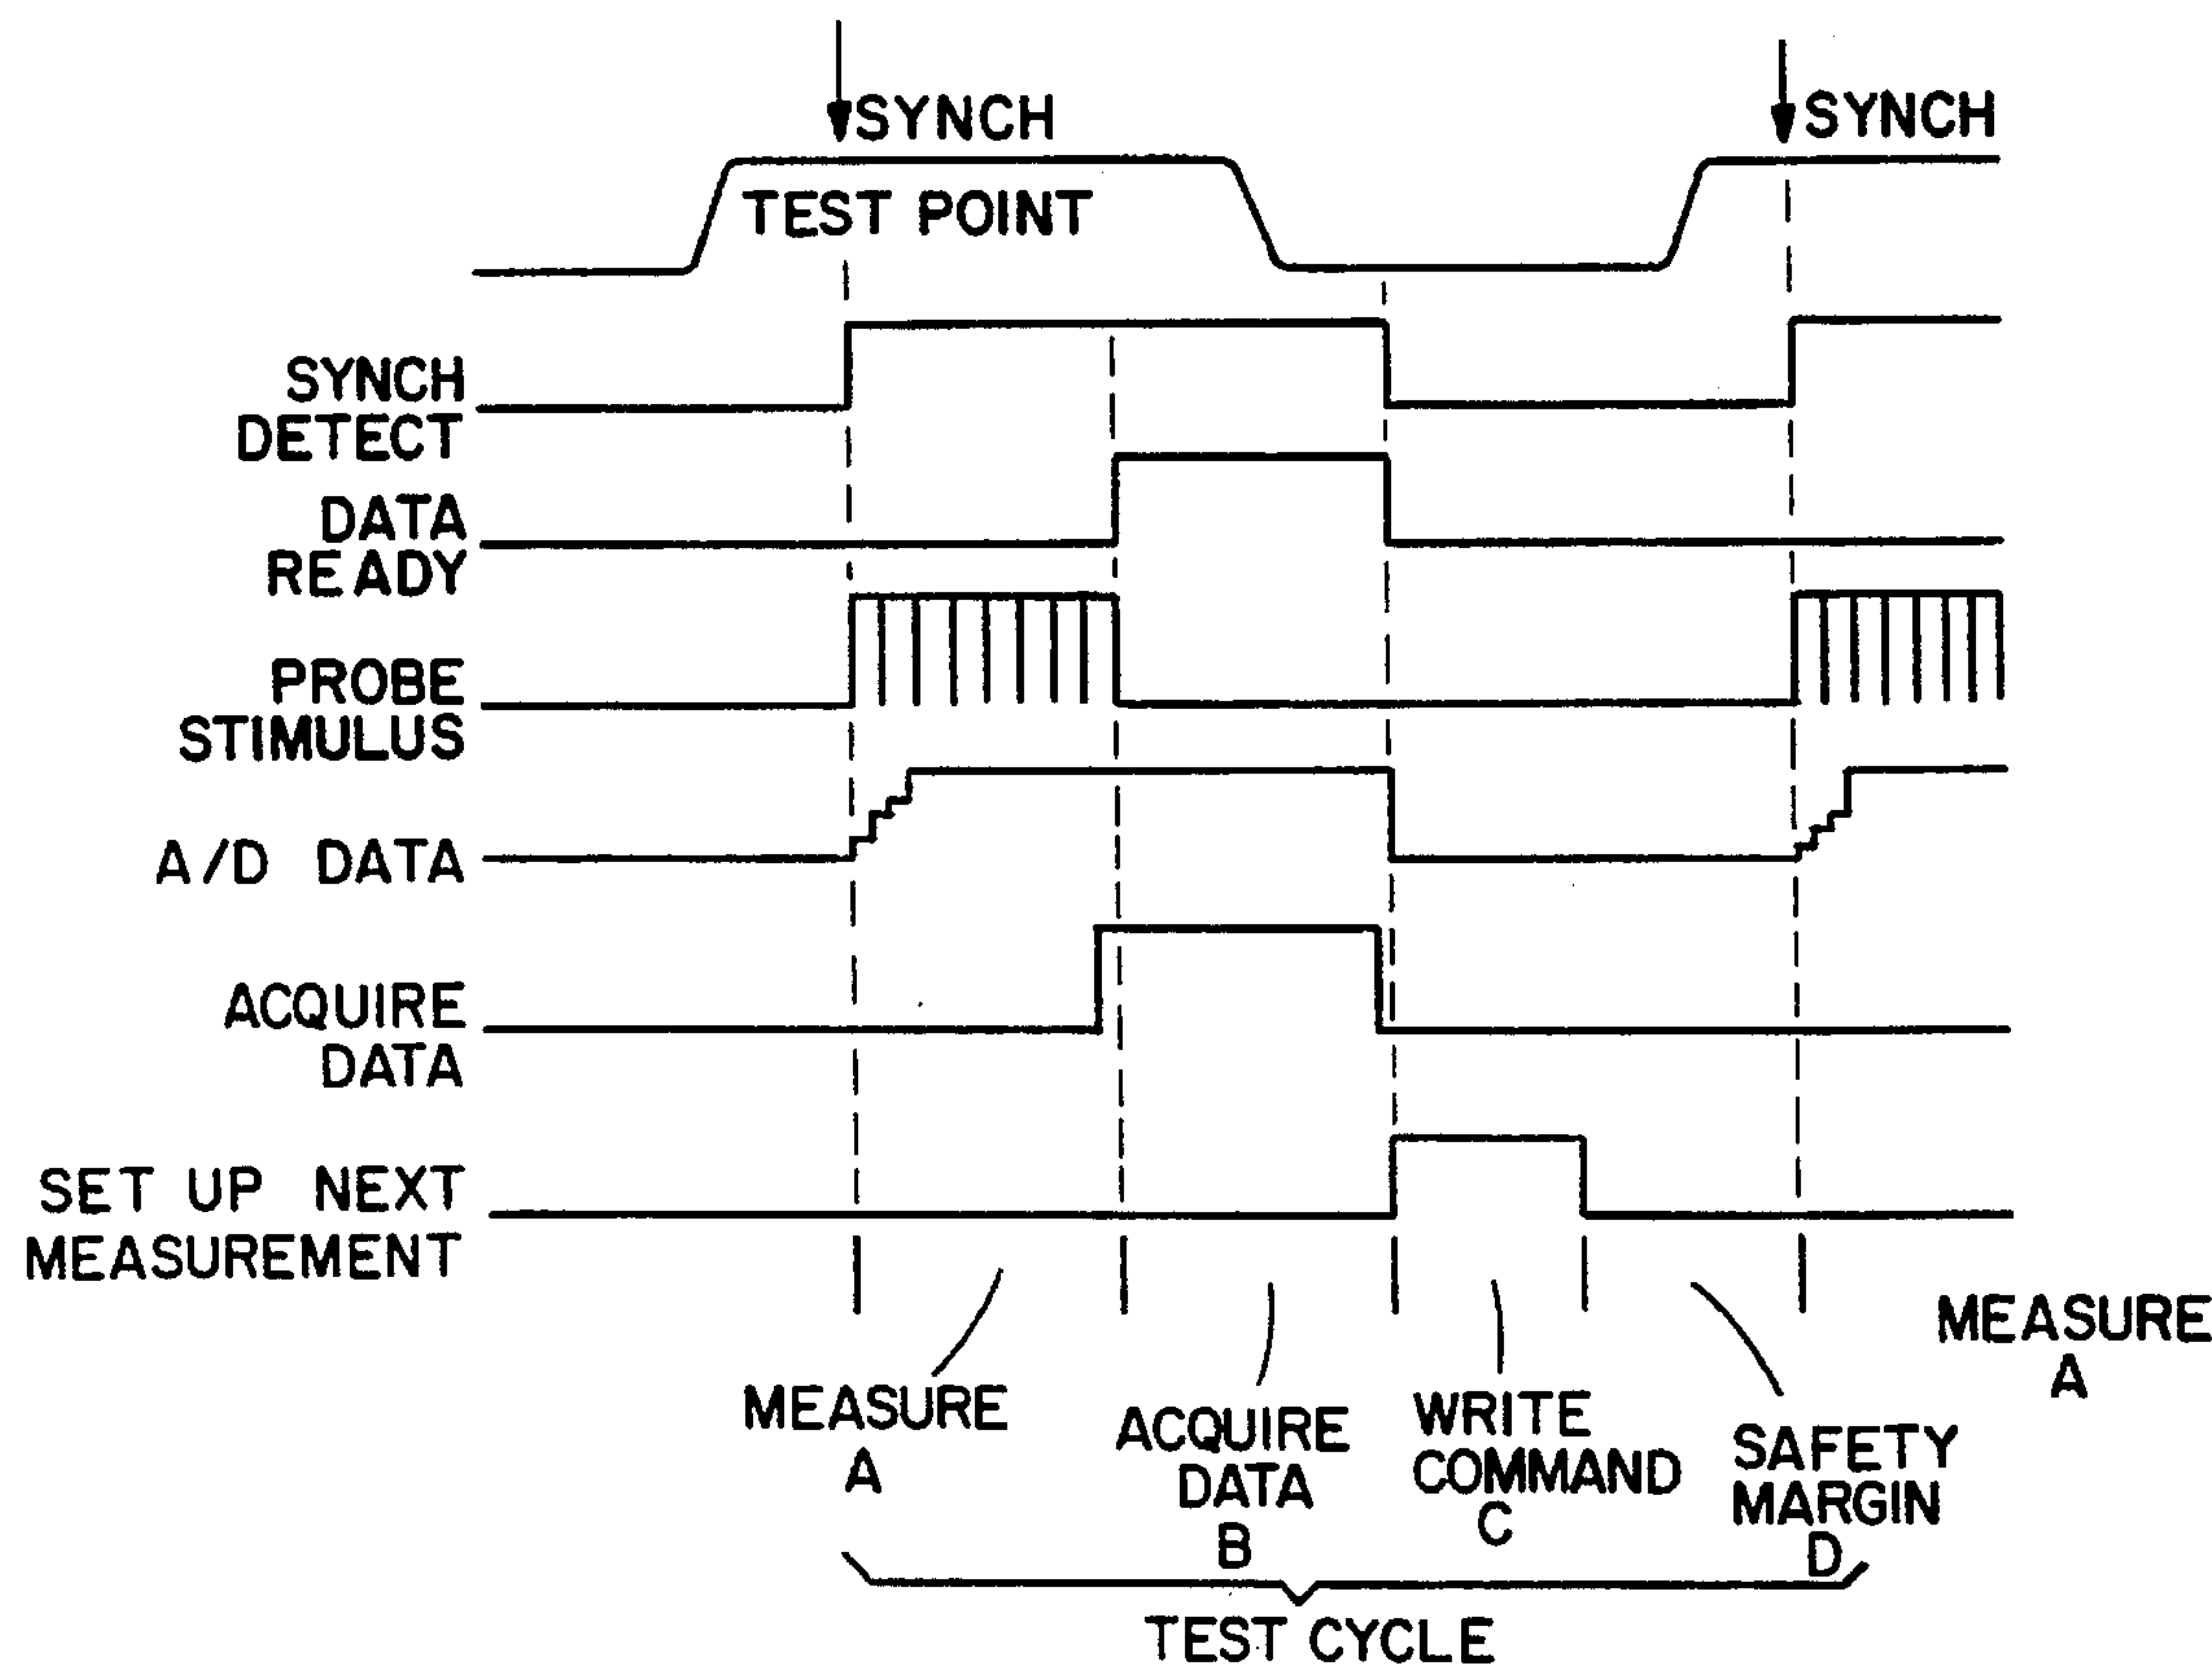 SYNCH
SYNCH
TEST POINT
SYNCH
DETECT
DATA
READY
PROBE
STIMULUS
A/D DATA
ACQUIRE
DATA
SET UP NEXT
MEASUREMENT
MEASURE
A
MEASURE
A
ACQUIRE
DATA
B
WRITE
COMMAND
C
SAFETY
MARGIN
D
TEST CYCLE